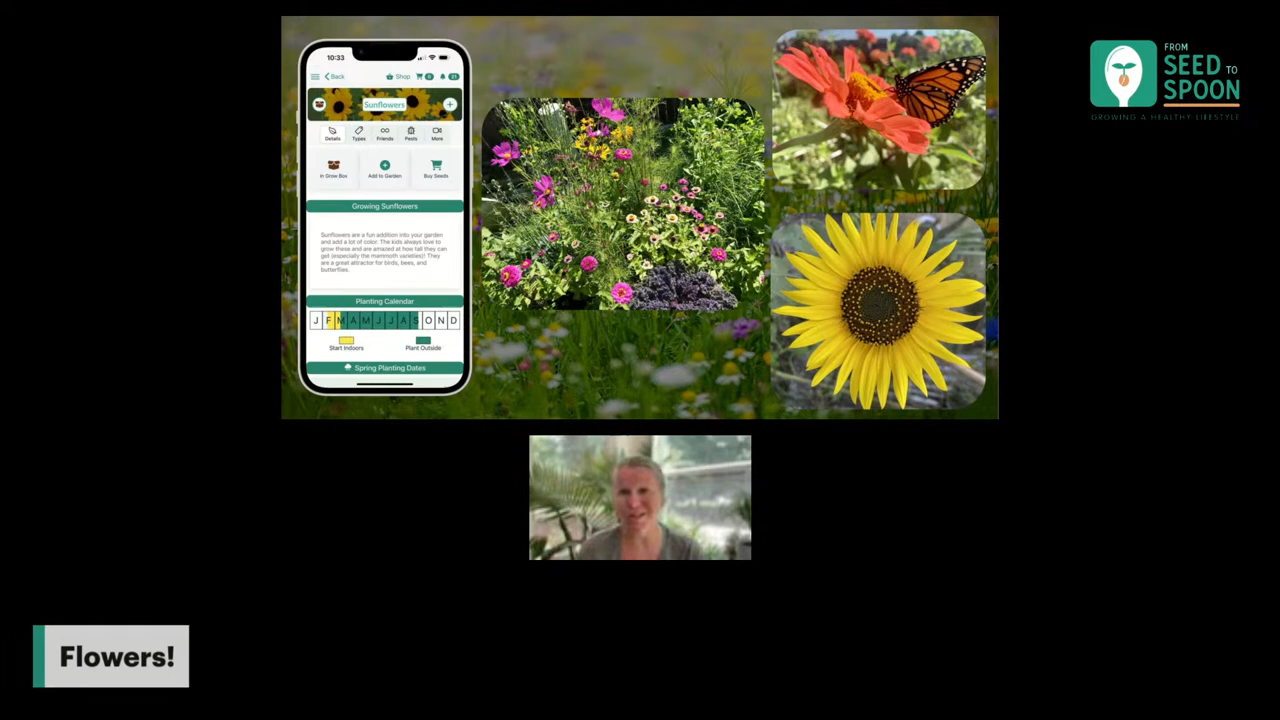 10:33
Back
Shop
0
21
Sunflowers
Details
Types
Friends
Pests
More
In Grow Box
Add to Garden
Buy Seeds
Growing Sunflowers
Sunflowers are a fun addition into your garden
and add a lot of color. The kids always love to
grow these and are amazed at how tall they can
get (especially the mammoth varieties)! They
are a great attractor for birds, bees, and
butterflies.
Planting Calendar
J F M A M J J A S O N D
Start Indoors
Plant Outside
Spring Planting Dates
FROM
SEED TO
SPOON
GROWING A HEALTHY LIFESTYLE
Flowers!